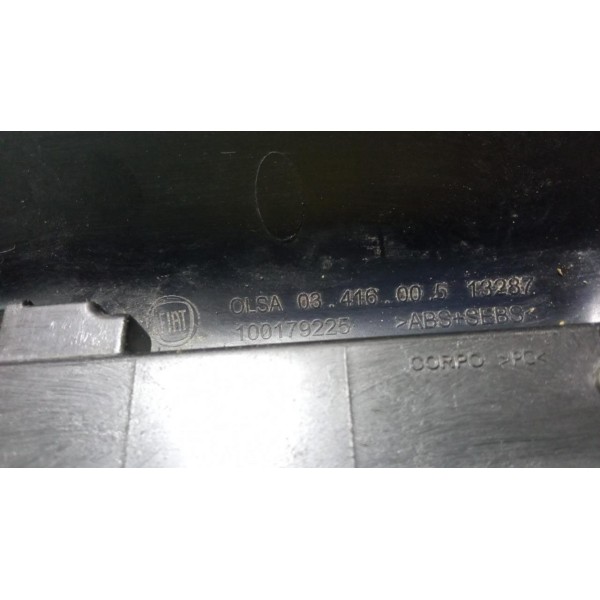 OLSA 03.416.00.5 13287
FIAT 100179225 >ABS+SEBS<
CORPO >PC<